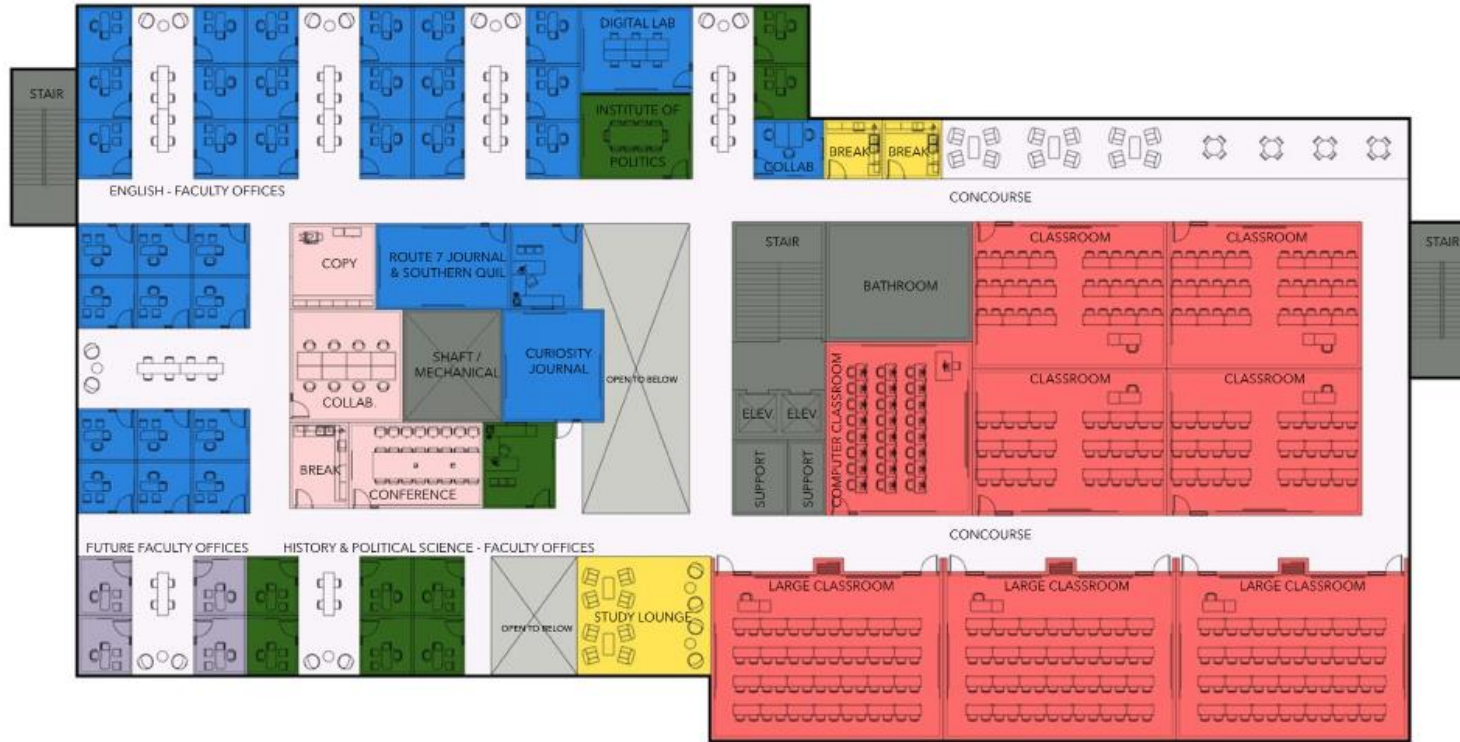 DIGITAL LAB
STAIR
INSTITUTE OF
POLITICS
COLLAB
BREAK
BREAK
ENGLISH - FACULTY OFFICES
CONCOURSE
COPY
ROUTE 7 JOURNAL
& SOUTHERN QUIL
STAIR
BATHROOM
CLASSROOM
CLASSROOM
STAIR
SHAFT /
MECHANICAL
CURIOSITY
JOURNAL
OPEN TO BELOW
COLLAB.
COMPUTER CLASSROOM
CLASSROOM
CLASSROOM
ELEV.
ELEV.
BREAK
CONFERENCE
SUPPORT
SUPPORT
CONCOURSE
FUTURE FACULTY OFFICES
HISTORY & POLITICAL SCIENCE - FACULTY OFFICES
LARGE CLASSROOM
LARGE CLASSROOM
LARGE CLASSROOM
OPEN TO BELOW
STUDY LOUNGE